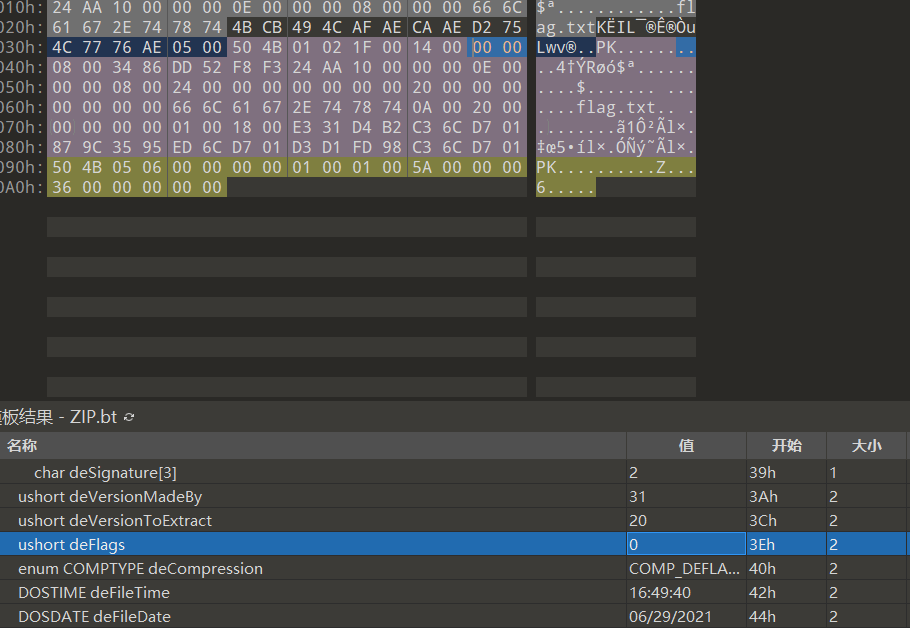 010h: 24 AA 10 00 00 00 0E 00 00 00 08 00 00 00 66 6C $ª............fl
020h: 61 67 2E 74 78 74 4B CB 49 4C AF AE CA AE D2 75 ag.txtKËIL¯®Ê®Òu
030h: 4C 77 76 AE 05 00 50 4B 01 02 1F 00 14 00 00 00 Lwv®..PK........
040h: 08 00 34 86 DD 52 F8 F3 24 AA 10 00 00 00 0E 00 ..4†ÝRøó$ª......
050h: 00 00 08 00 24 00 00 00 00 00 00 00 20 00 00 00 ....$....... ...
060h: 00 00 00 00 66 6C 61 67 2E 74 78 74 0A 00 20 00 ....flag.txt.. .
070h: 00 00 00 00 01 00 18 00 E3 31 D4 B2 C3 6C D7 01 ........ã1Ô²Ãl×.
080h: 87 9C 35 95 ED 6C D7 01 D3 D1 FD 98 C3 6C D7 01 ‡œ5•íl×.ÓÑý˜Ãl×.
090h: 50 4B 05 06 00 00 00 00 01 00 01 00 5A 00 00 00 PK..........Z...
0A0h: 36 00 00 00 00 00 6.....
板结果 - ZIP.bt
名称 值 开始 大小
char deSignature[3] 2 39h 1
ushort deVersionMadeBy 31 3Ah 2
ushort deVersionToExtract 20 3Ch 2
ushort deFlags 0 3Eh 2
enum COMPTYPE deCompression COMP_DEFLA... 40h 2
DOSTIME deFileTime 16:49:40 42h 2
DOSDATE deFileDate 06/29/2021 44h 2